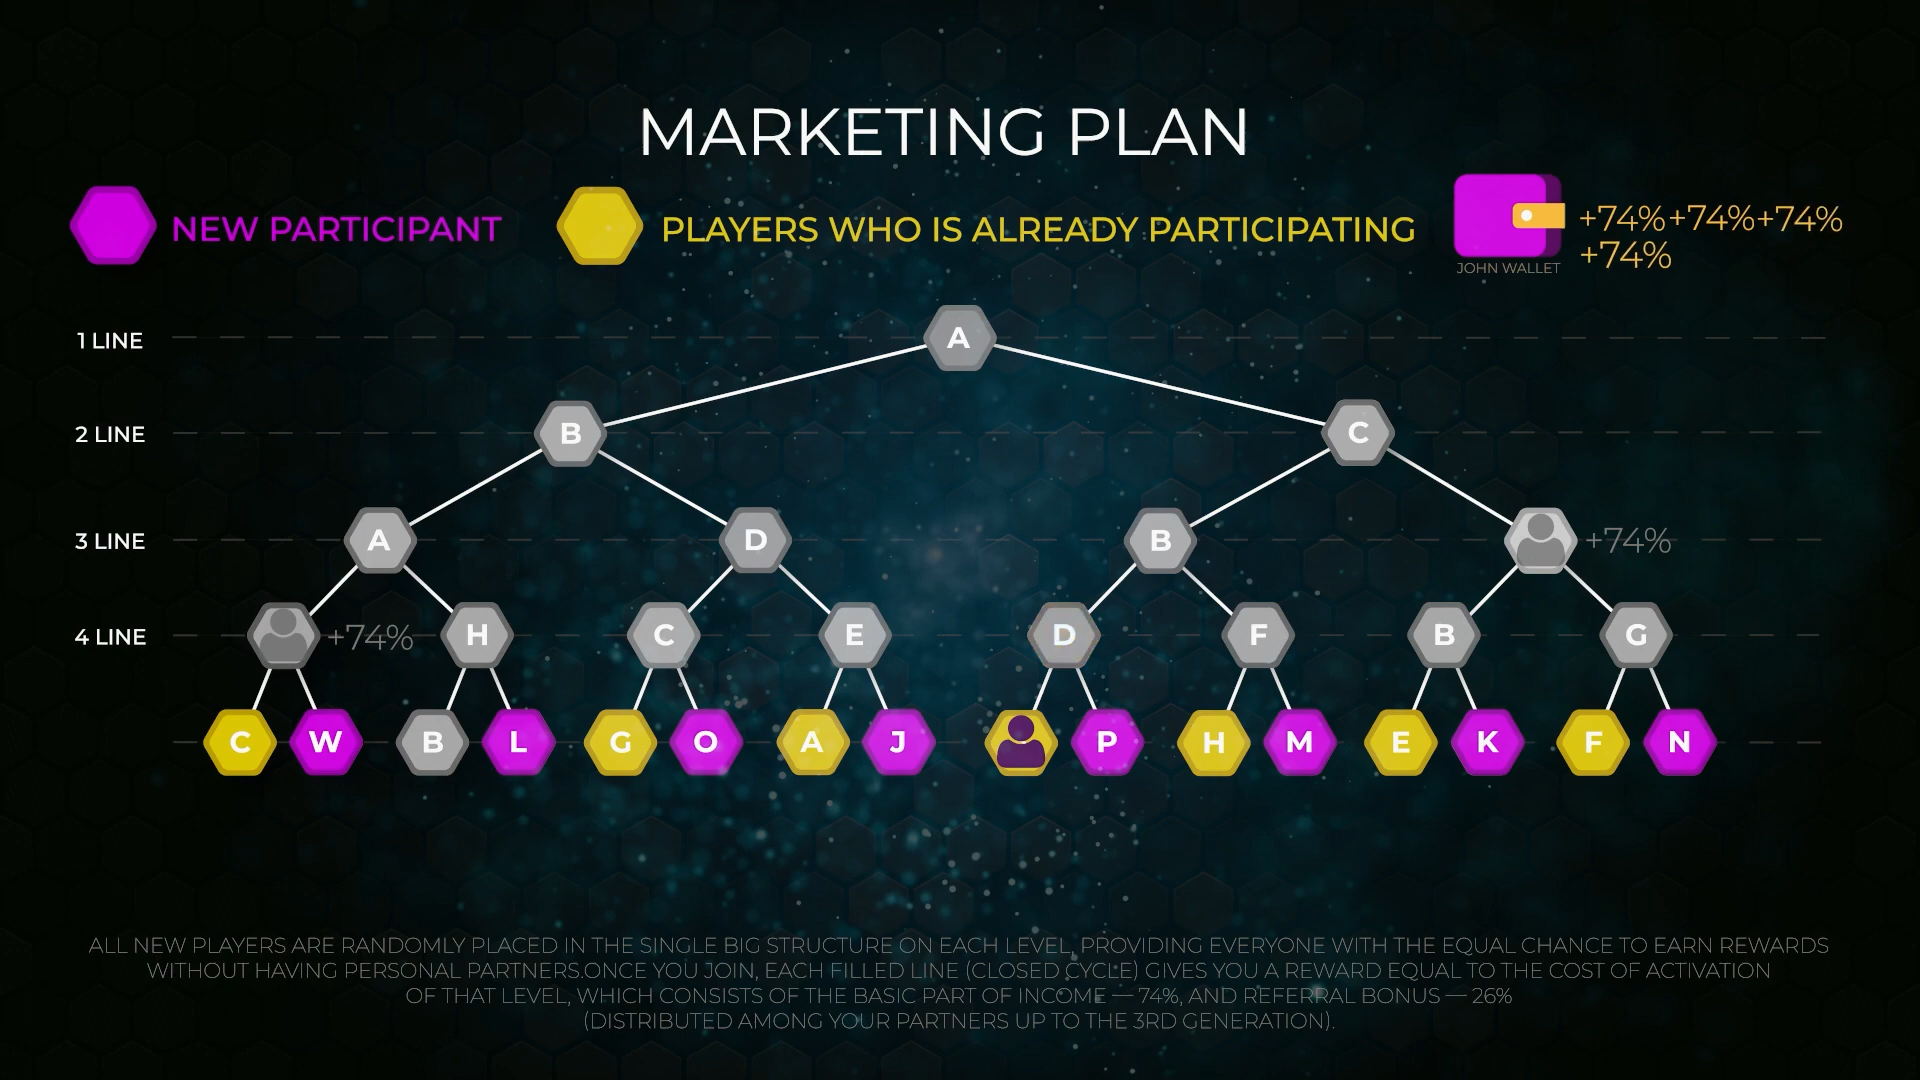 MARKETING PLAN
NEW PARTICIPANT
PLAYERS WHO IS ALREADY PARTICIPATING
+74%+74%+74%
+74%
JOHN WALLET
1 LINE
A
2 LINE
B C
3 LINE
A D B +74%
4 LINE
+74% H C E D F B G
C W B L G O A J P H M E K F N
ALL NEW PLAYERS ARE RANDOMLY PLACED IN THE SINGLE BIG STRUCTURE ON EACH LEVEL, PROVIDING EVERYONE WITH THE EQUAL CHANCE TO EARN REWARDS
WITHOUT HAVING PERSONAL PARTNERS.ONCE YOU JOIN, EACH FILLED LINE (CLOSED CYCLE) GIVES YOU A REWARD EQUAL TO THE COST OF ACTIVATION
OF THAT LEVEL, WHICH CONSISTS OF THE BASIC PART OF INCOME — 74%, AND REFERRAL BONUS — 26%
(DISTRIBUTED AMONG YOUR PARTNERS UP TO THE 3RD GENERATION).